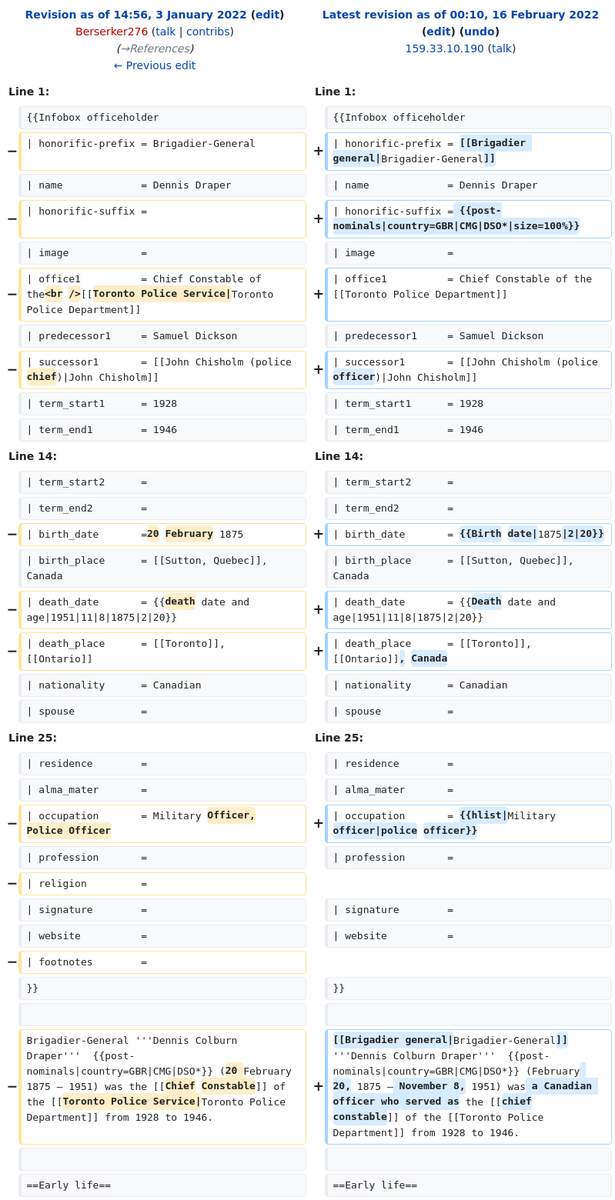 Revision as of 14:56, 3 January 2022 (edit)
Berserker276 (talk | contribs)
(→References)
← Previous edit
Latest revision as of 00:10, 16 February 2022
(edit) (undo)
159.33.10.190 (talk)
Line 1:
Line 1:
{{Infobox officeholder
{{Infobox officeholder
− | honorific-prefix = Brigadier-General
+ | honorific-prefix = [[Brigadier
general|Brigadier-General]]
| name = Dennis Draper
| name = Dennis Draper
− | honorific-suffix =
+ | honorific-suffix = {{post-
nominals|country=GBR|CMG|DSO*|size=100%}}
| image =
| image =
− | office1 = Chief Constable of
the<br />[[Toronto Police Service|Toronto
Police Department]]
+ | office1 = Chief Constable of the
[[Toronto Police Department]]
| predecessor1 = Samuel Dickson
| predecessor1 = Samuel Dickson
− | successor1 = [[John Chisholm (police
chief)|John Chisholm]]
+ | successor1 = [[John Chisholm (police
officer)|John Chisholm]]
| term_start1 = 1928
| term_start1 = 1928
| term_end1 = 1946
| term_end1 = 1946
Line 14:
Line 14:
| term_start2 =
| term_start2 =
| term_end2 =
| term_end2 =
− | birth_date =20 February 1875
+ | birth_date = {{Birth date|1875|2|20}}
| birth_place = [[Sutton, Quebec]],
Canada
| birth_place = [[Sutton, Quebec]],
Canada
− | death_date = {{death date and
age|1951|11|8|1875|2|20}}
+ | death_date = {{Death date and
age|1951|11|8|1875|2|20}}
− | death_place = [[Toronto]],
[[Ontario]]
+ | death_place = [[Toronto]],
[[Ontario]], Canada
| nationality = Canadian
| nationality = Canadian
| spouse =
| spouse =
Line 25:
Line 25:
| residence =
| residence =
| alma_mater =
| alma_mater =
− | occupation = Military Officer,
Police Officer
+ | occupation = {{hlist|Military
officer|police officer}}
| profession =
| profession =
− | religion =
| signature =
| signature =
| website =
| website =
− | footnotes =
}}
}}
− Brigadier-General '''Dennis Colburn
Draper''' {{post-
nominals|country=GBR|CMG|DSO*}} (20 February
1875 – 1951) was the [[Chief Constable]] of
the [[Toronto Police Service|Toronto Police
Department]] from 1928 to 1946.
+ [[Brigadier general|Brigadier-General]]
'''Dennis Colburn Draper''' {{post-
nominals|country=GBR|CMG|DSO*}} (February
20, 1875 – November 8, 1951) was a Canadian
officer who served as the [[chief
constable]] of the [[Toronto Police
Department]] from 1928 to 1946.
==Early life==
==Early life==